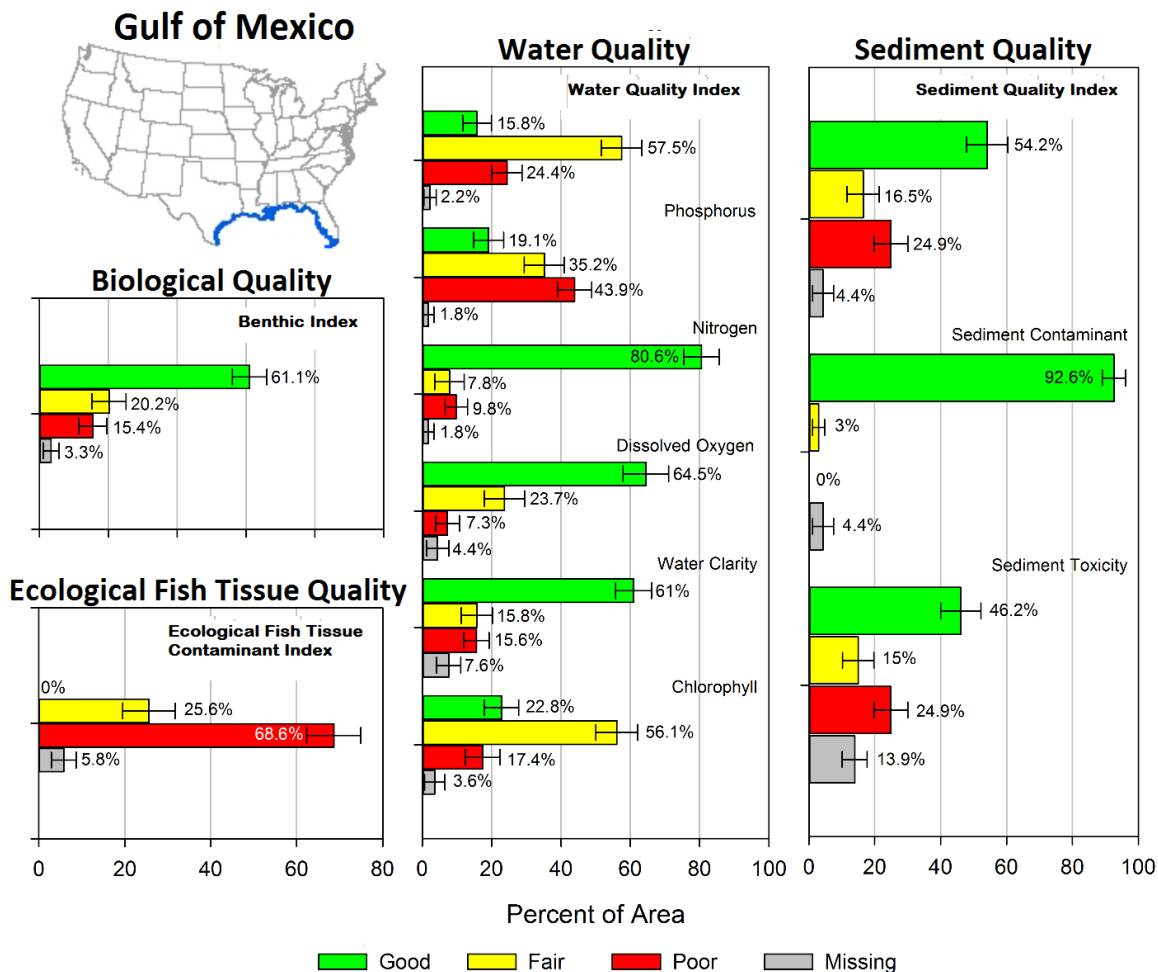 Gulf of Mexico
Biological Quality
Benthic Index
61.1%
20.2%
15.4%
3.3%
Ecological Fish Tissue Quality
Ecological Fish Tissue
Contaminant Index
0%
25.6%
68.6%
5.8%
0 20 40 60 80
Water Quality
Water Quality Index
15.8%
57.5%
24.4%
2.2%
Phosphorus
19.1%
35.2%
43.9%
1.8%
Nitrogen
80.6%
7.8%
9.8%
1.8%
Dissolved Oxygen
64.5%
23.7%
7.3%
4.4%
Water Clarity
61%
15.8%
15.6%
7.6%
Chlorophyll
22.8%
56.1%
17.4%
3.6%
0 20 40 60 80 100
Sediment Quality
Sediment Quality Index
54.2%
16.5%
24.9%
4.4%
Sediment Contaminant
92.6%
3%
0%
4.4%
Sediment Toxicity
46.2%
15%
24.9%
13.9%
0 20 40 60 80 100
Percent of Area
Good Fair Poor Missing